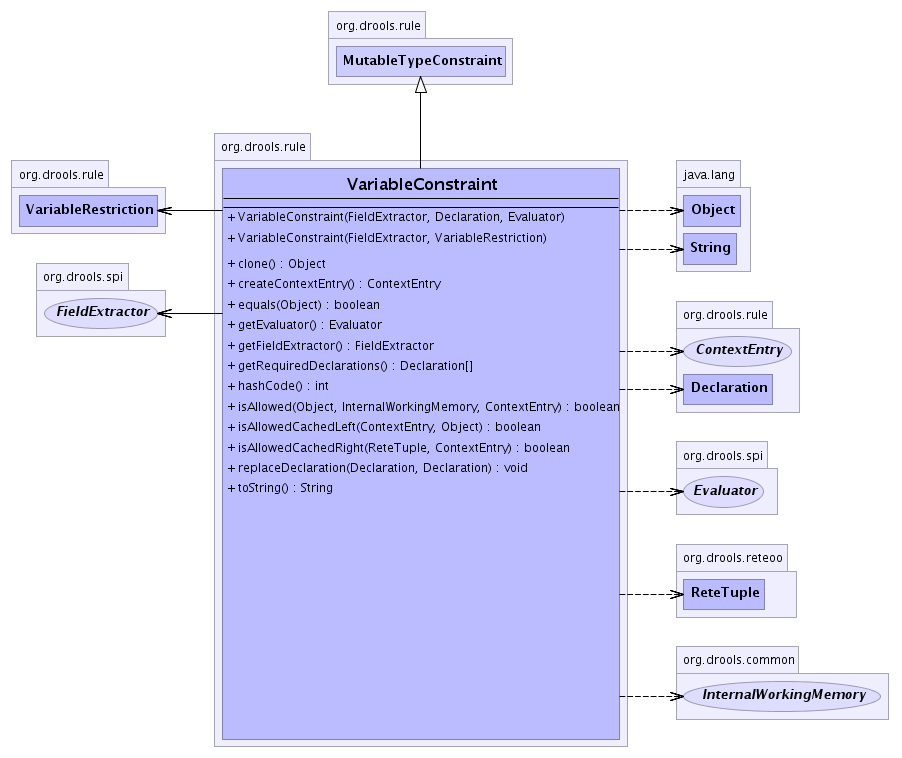 org.drools.rule
MutableTypeConstraint
org.drools.rule
VariableConstraint
+ VariableConstraint(FieldExtractor, Declaration, Evaluator)
+ VariableConstraint(FieldExtractor, VariableRestriction)
+ clone() : Object
+ createContextEntry() : ContextEntry
+ equals(Object) : boolean
+ getEvaluator() : Evaluator
+ getFieldExtractor() : FieldExtractor
+ getRequiredDeclarations() : Declaration[]
+ hashCode() : int
+ isAllowed(Object, InternalWorkingMemory, ContextEntry) : boolean
+ isAllowedCachedLeft(ContextEntry, Object) : boolean
+ isAllowedCachedRight(ReteTuple, ContextEntry) : boolean
+ replaceDeclaration(Declaration, Declaration) : void
+ toString() : String
org.drools.rule
VariableRestriction
org.drools.spi
FieldExtractor
java.lang
Object
String
org.drools.rule
ContextEntry
Declaration
org.drools.spi
Evaluator
org.drools.reteoo
ReteTuple
org.drools.common
InternalWorkingMemory